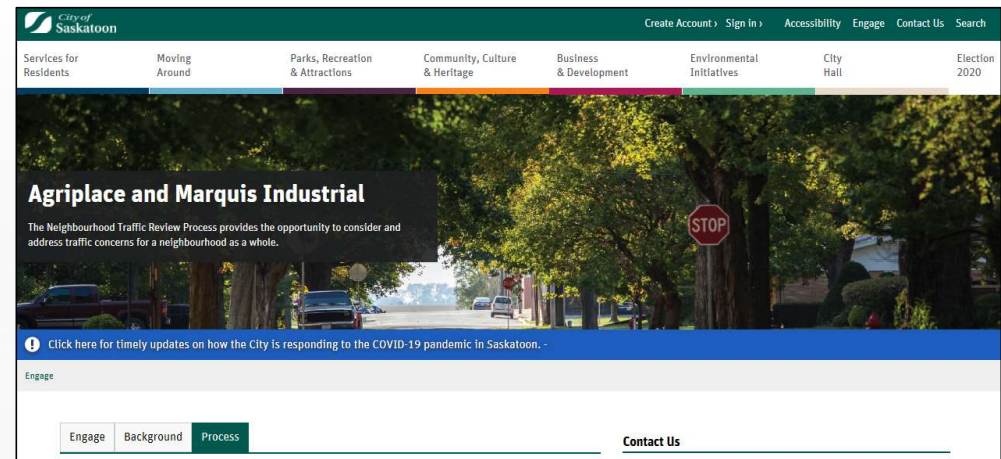 City of
Saskatoon
Create Account › Sign in › Accessibility Engage Contact Us Search
Services for
Residents
Moving
Around
Parks, Recreation
& Attractions
Community, Culture
& Heritage
Business
& Development
Environmental
Initiatives
City
Hall
Election
2020
Agriplace and Marquis Industrial
The Neighbourhood Traffic Review Process provides the opportunity to consider and
address traffic concerns for a neighbourhood as a whole.
STOP
! Click here for timely updates on how the City is responding to the COVID-19 pandemic in Saskatoon. -
Engage
Engage Background Process
Contact Us